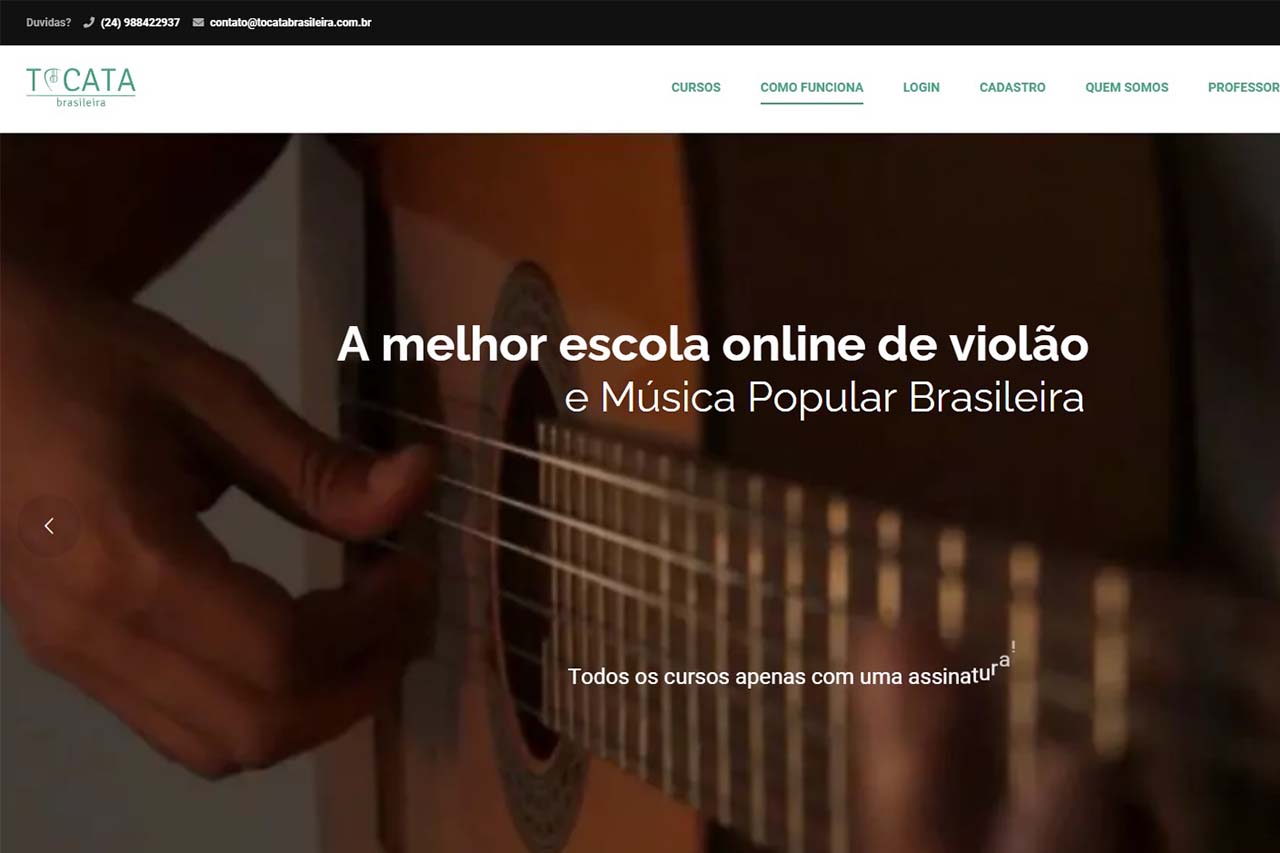 Duvidas? (24) 988422937 contato@tocatabrasileira.com.br
TOCATA
brasileira
CURSOS COMO FUNCIONA LOGIN CADASTRO QUEM SOMOS PROFESSOR
A melhor escola online de violão
e Música Popular Brasileira
Todos os cursos apenas com uma assinatura!